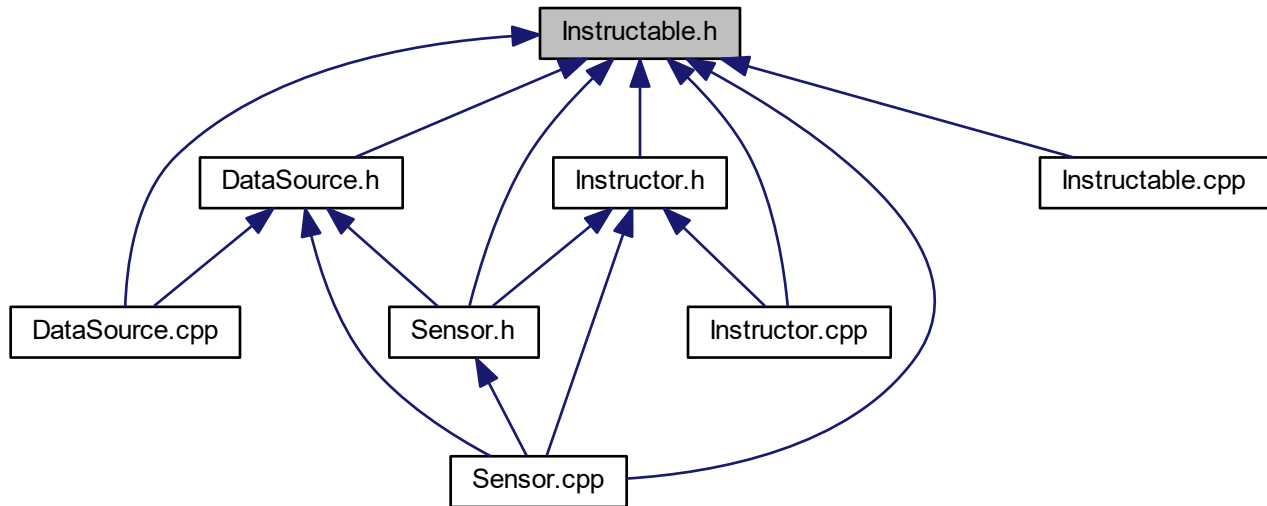 Instructable.h
DataSource.h
Instructor.h
Instructable.cpp
DataSource.cpp
Sensor.h
Instructor.cpp
Sensor.cpp